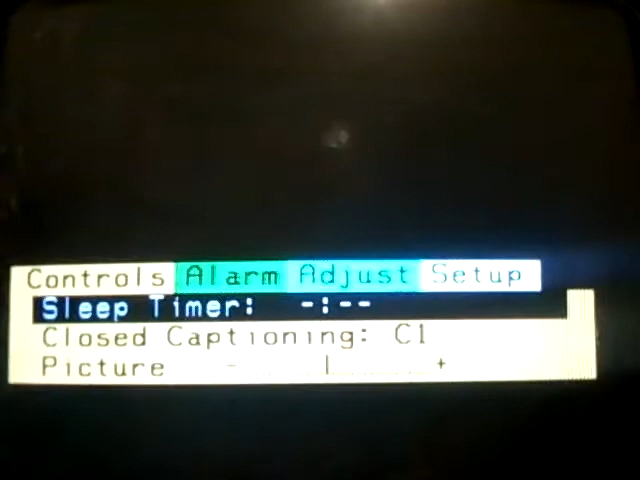 Controls Alarm Adjust Setup
Sleep Timer: -:--
Closed Captioning: C1
Picture - +